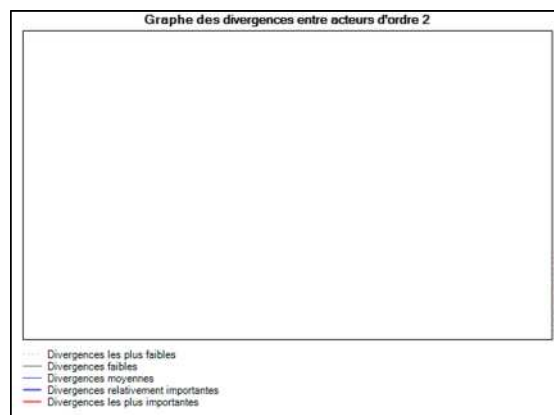 Graphe des divergences entre acteurs d'ordre 2
Divergences les plus faibles
Divergences faibles
Divergences moyennes
Divergences relativement importantes
Divergences les plus importantes